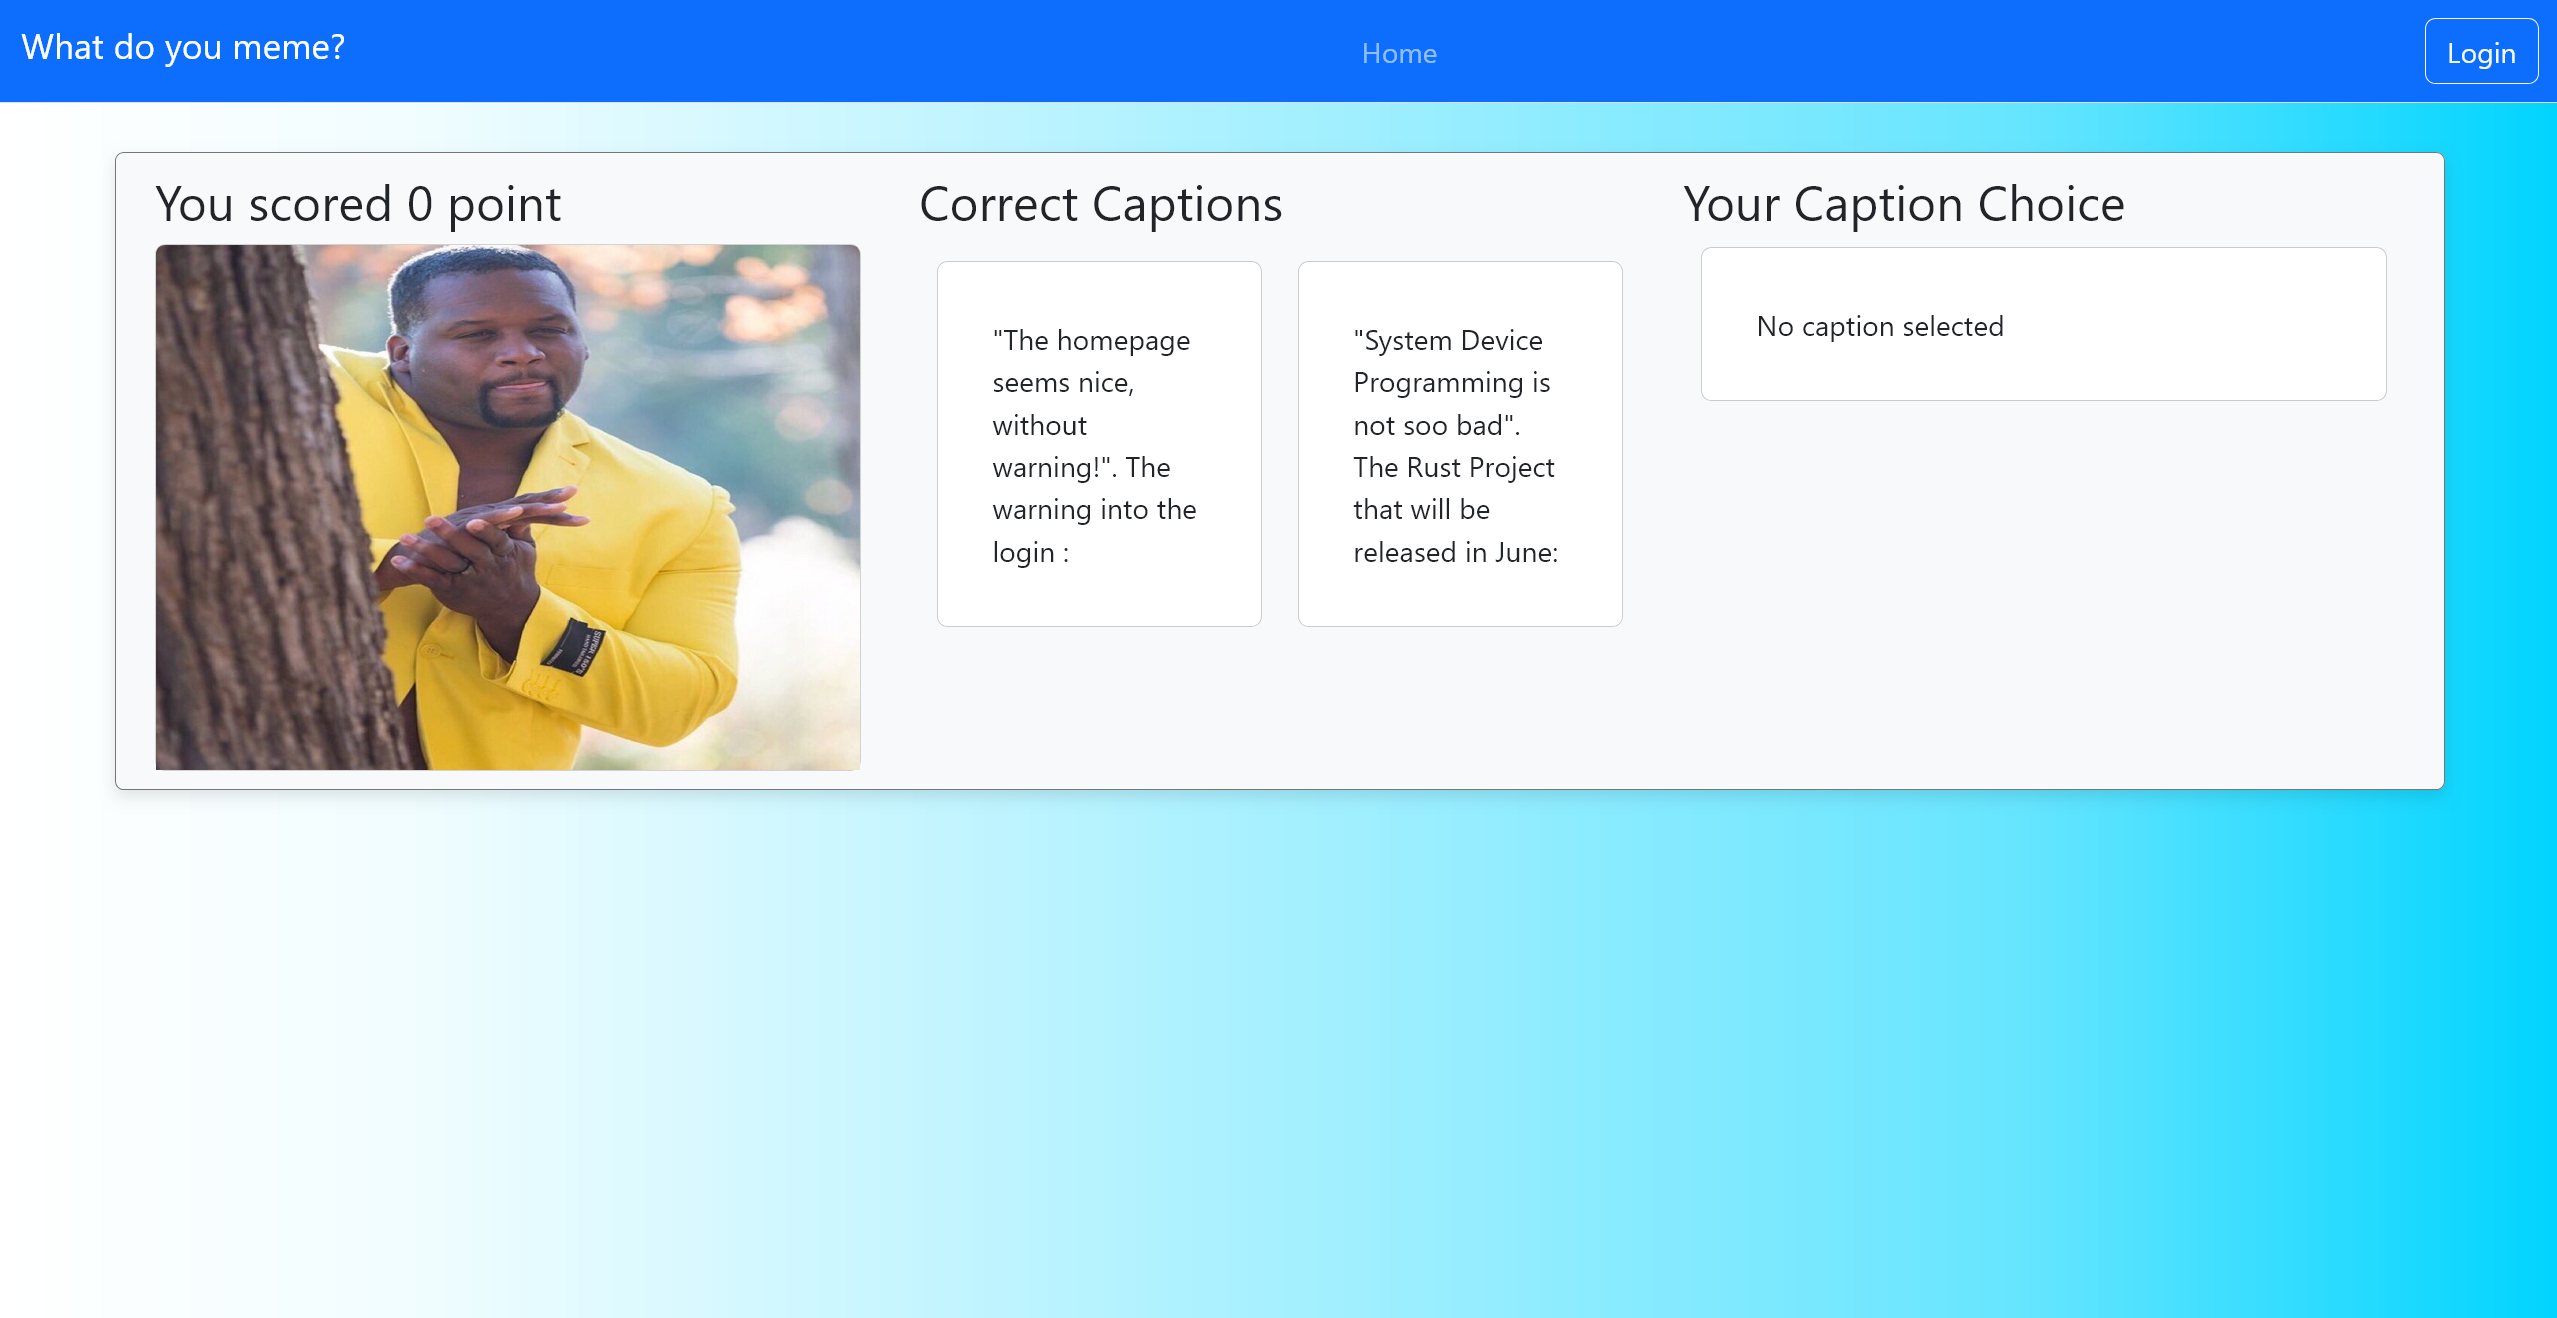 What do you meme?
Home
Login
You scored 0 point
Correct Captions
Your Caption Choice
"The homepage
seems nice,
without
warning!". The
warning into the
login :
"System Device
Programming is
not soo bad".
The Rust Project
that will be
released in June:
No caption selected
SUPER 150'S